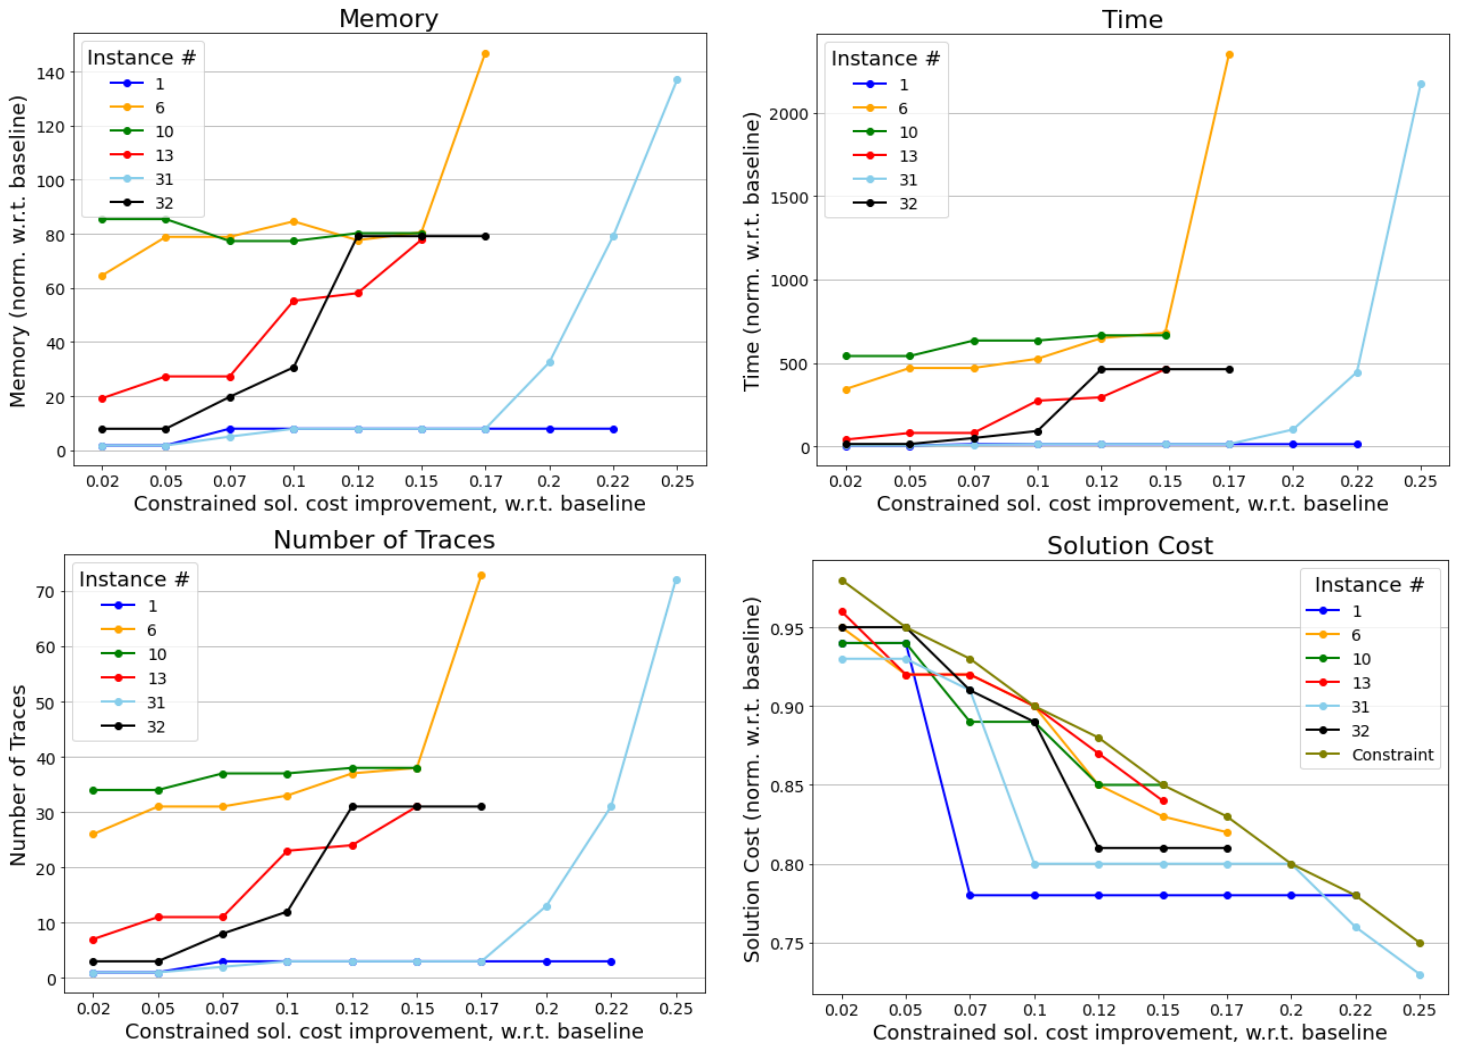 Memory
Memory (norm. w.r.t. baseline)
Instance #
1
6
10
13
31
32
140
120
100
80
60
40
20
0
0.02 0.05 0.07 0.1 0.12 0.15 0.17 0.2 0.22 0.25
Constrained sol. cost improvement, w.r.t. baseline
Time
Time (norm. w.r.t. baseline)
Instance #
1
6
10
13
31
32
2000
1500
1000
500
0
0.02 0.05 0.07 0.1 0.12 0.15 0.17 0.2 0.22 0.25
Constrained sol. cost improvement, w.r.t. baseline
Number of Traces
Number of Traces
Instance #
1
6
10
13
31
32
70
60
50
40
30
20
10
0
0.02 0.05 0.07 0.1 0.12 0.15 0.17 0.2 0.22 0.25
Constrained sol. cost improvement, w.r.t. baseline
Solution Cost
Solution Cost (norm. w.r.t. baseline)
Instance #
1
6
10
13
31
32
Constraint
0.95
0.90
0.85
0.80
0.75
0.02 0.05 0.07 0.1 0.12 0.15 0.17 0.2 0.22 0.25
Constrained sol. cost improvement, w.r.t. baseline